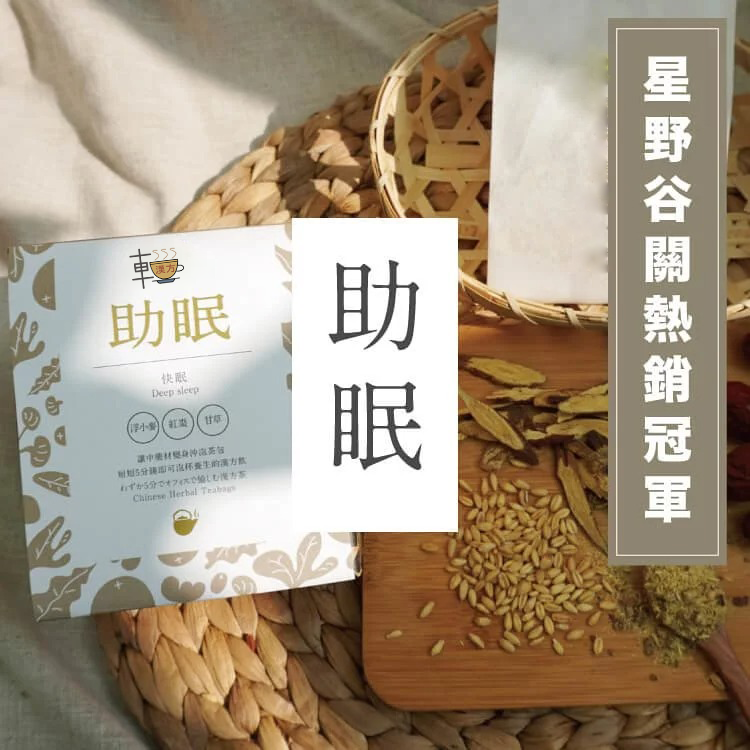 車
漢方
助眠
快眠
Deep sleep
浮小麥
紅棗
甘草
讓中藥材變身沖泡茶包
短短5分鐘即可泡杯養生的漢方飲
わずか5分でオフィスで愉しむ漢方茶
Chinese Herbal Teabags
助眠
星野谷關熱銷冠軍